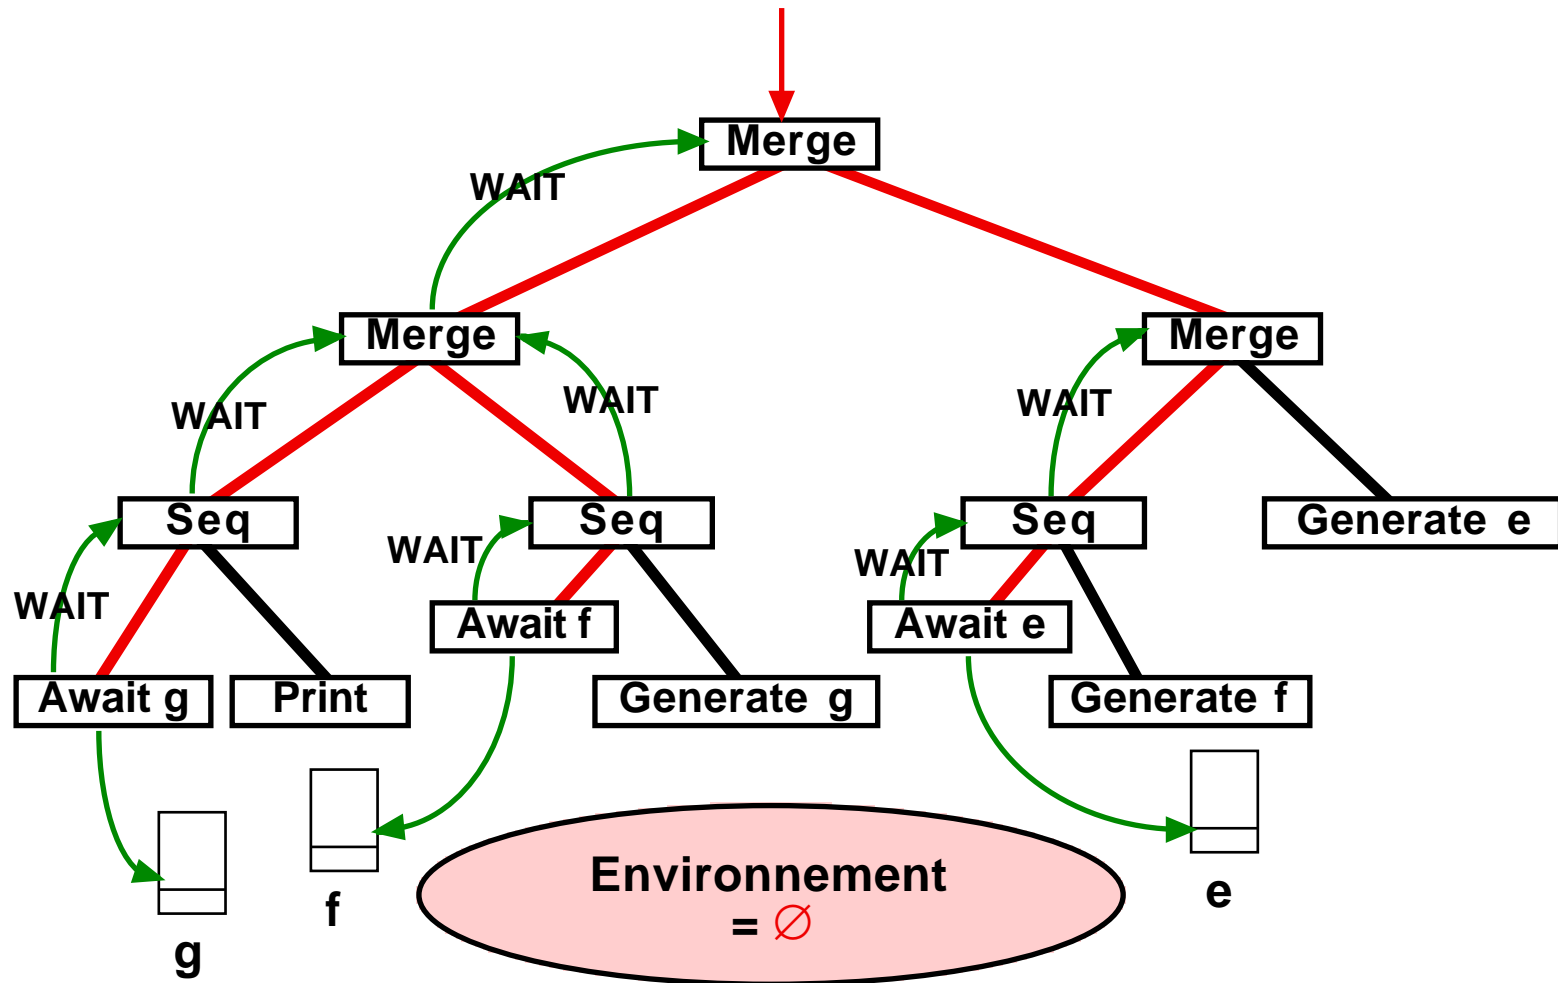 Merge
WAIT
Merge
Merge
WAIT
WAIT
WAIT
Seq
Seq
Seq
Generate e
WAIT
WAIT
WAIT
Await f
Await e
Await g
Print
Generate g
Generate f
Environnement
= ∅
g
f
e